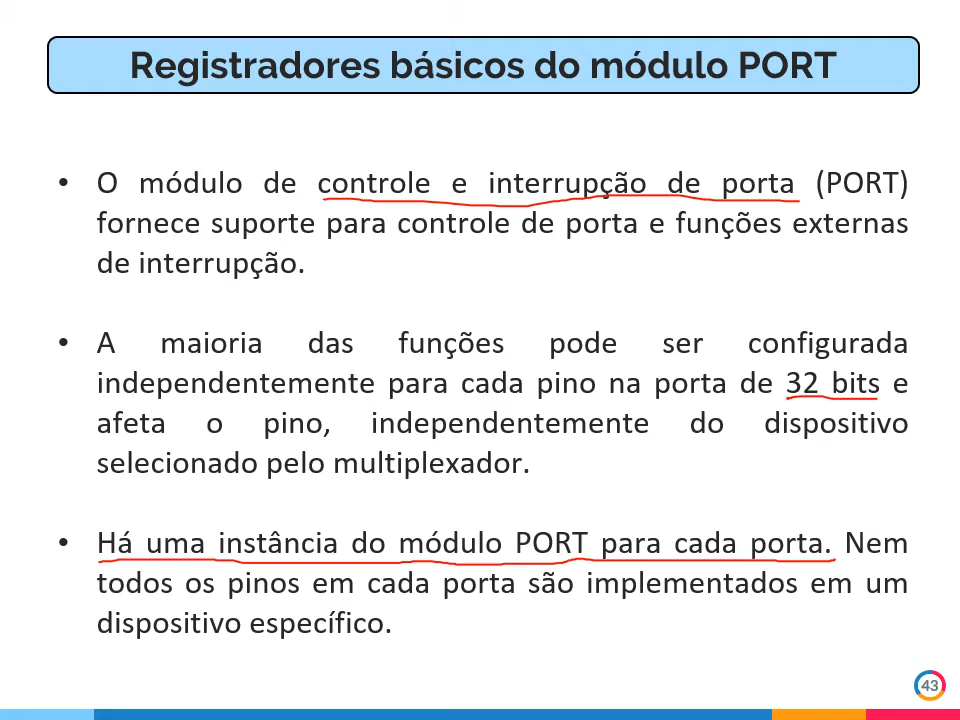 Registradores básicos do módulo PORT
• O módulo de controle e interrupção de porta (PORT)
fornece suporte para controle de porta e funções externas
de interrupção.
• A maioria das funções pode ser configurada
independentemente para cada pino na porta de 32 bits e
afeta o pino, independentemente do dispositivo
selecionado pelo multiplexador.
• Há uma instância do módulo PORT para cada porta. Nem
todos os pinos em cada porta são implementados em um
dispositivo específico.
43